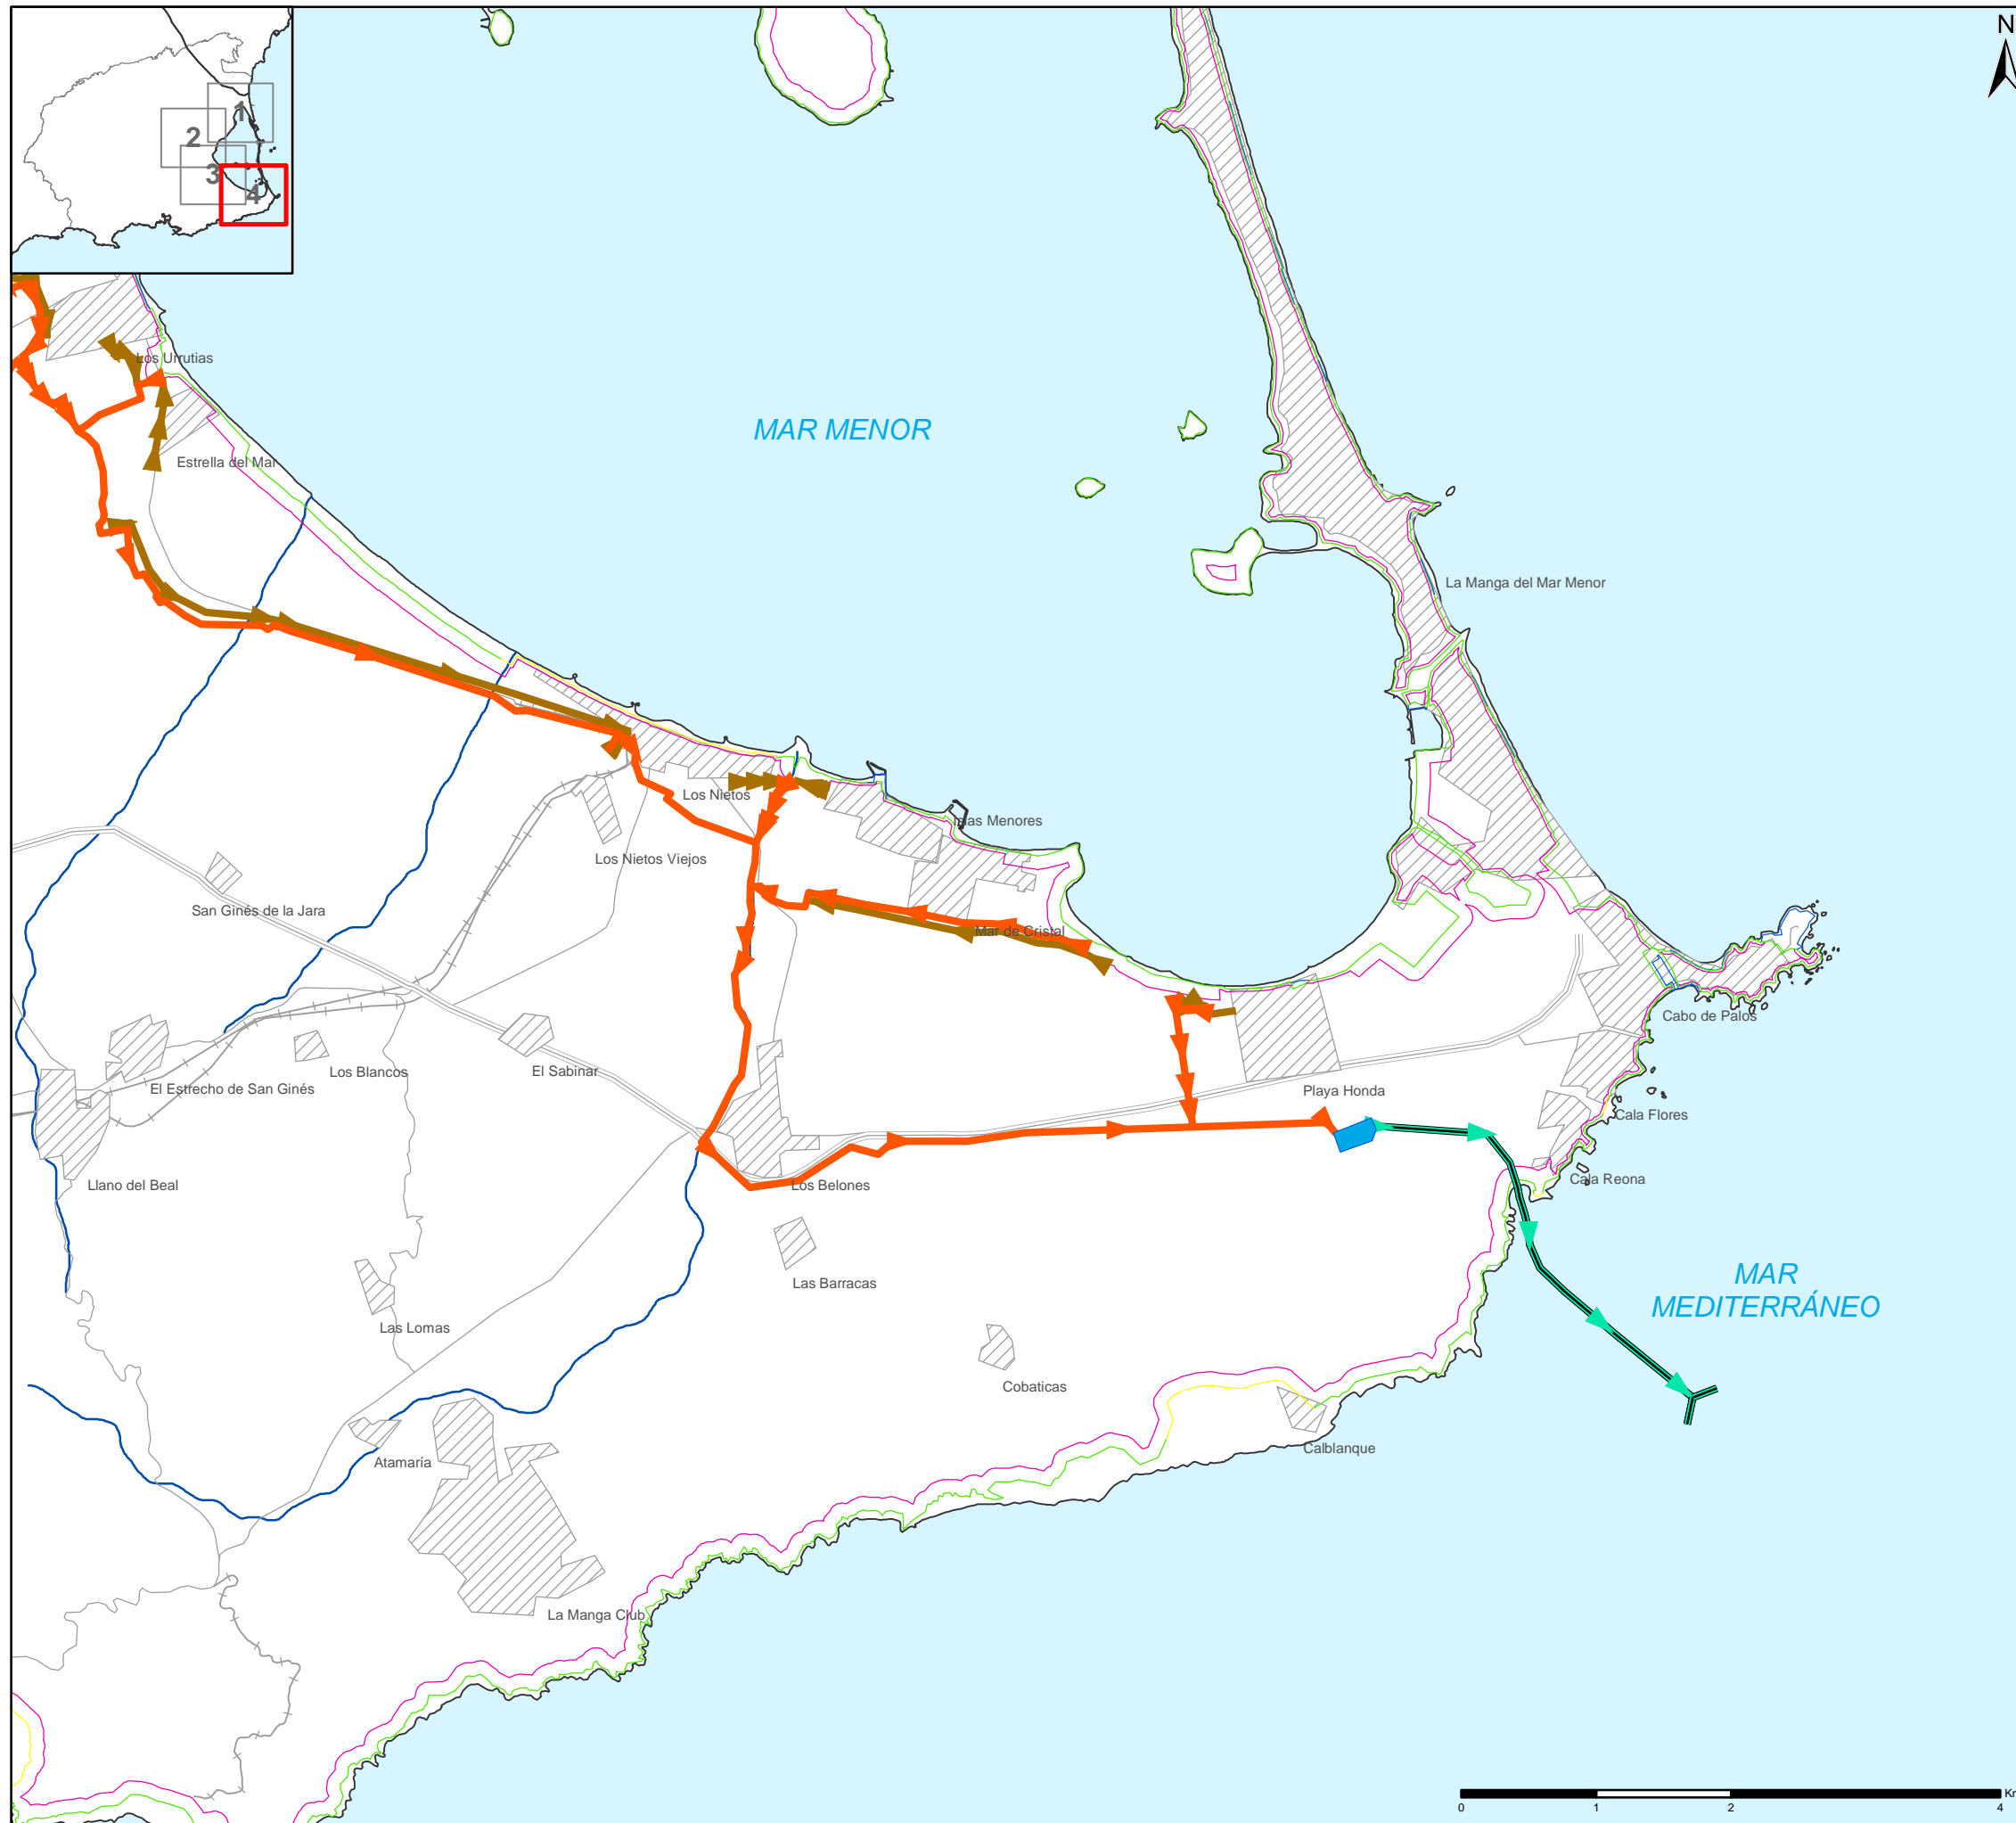 N
1
2
3
4
Los Urrutias
MAR MENOR
Estrella del Mar
La Manga del Mar Menor
Los Nietos
Islas Menores
Los Nietos Viejos
San Ginés de la Jara
Mar de Cristal
Cabo de Palos
El Sabinar
Los Blancos
El Estrecho de San Ginés
Playa Honda
Cala Flores
Llano del Beal
Los Belones
Cala Reona
Las Barracas
MAR
MEDITERRÁNEO
Las Lomas
Cobaticas
Calblanque
Atamaría
La Manga Club
Km
0 1 2 4